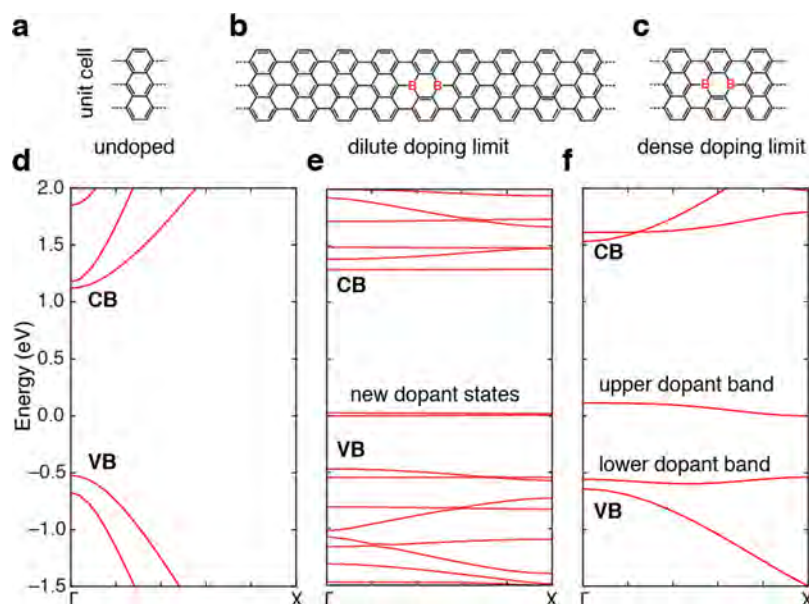 a
b
c
unit cell
B B
B B
undoped
dilute doping limit
dense doping limit
d
e
f
Energy (eV)
2.0
1.5
1.0
0.5
0.0
−0.5
−1.0
−1.5
CB
VB
Γ
X
CB
new dopant states
VB
Γ
X
CB
upper dopant band
lower dopant band
VB
Γ
X